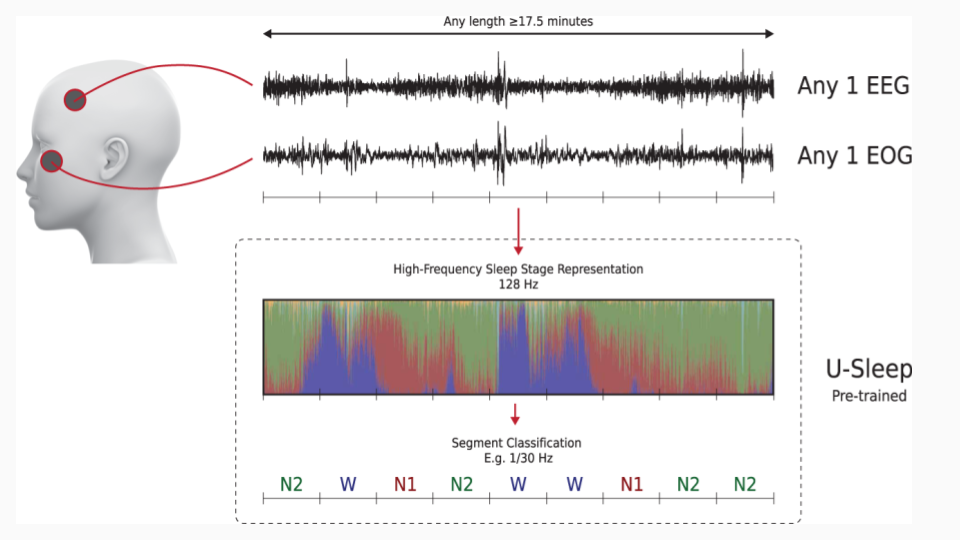 Any length ≥17.5 minutes
Any 1 EEG
Any 1 EOG
High-Frequency Sleep Stage Representation
128 Hz
U-Sleep
Pre-trained
Segment Classification
E.g. 1/30 Hz
N2 W N1 N2 W W N1 N2 N2